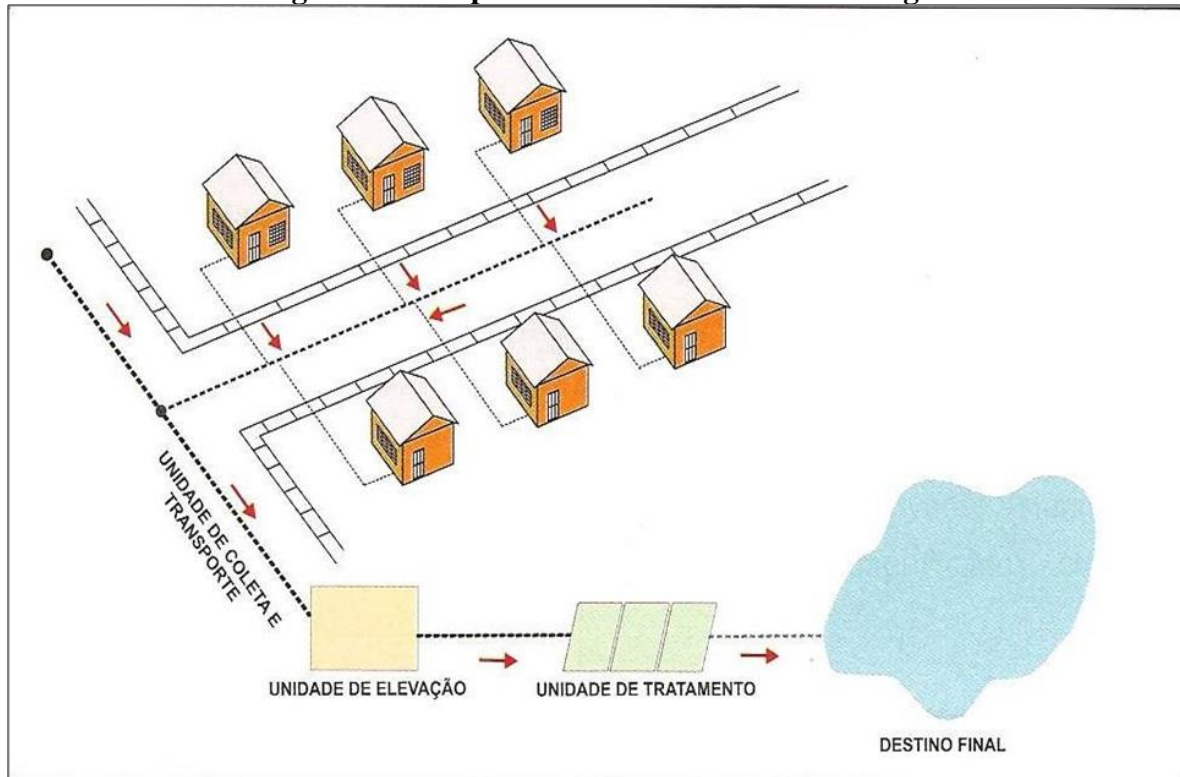 UNIDADE DE COLETA E
TRANSPORTE
UNIDADE DE ELEVAÇÃO
UNIDADE DE TRATAMENTO
DESTINO FINAL